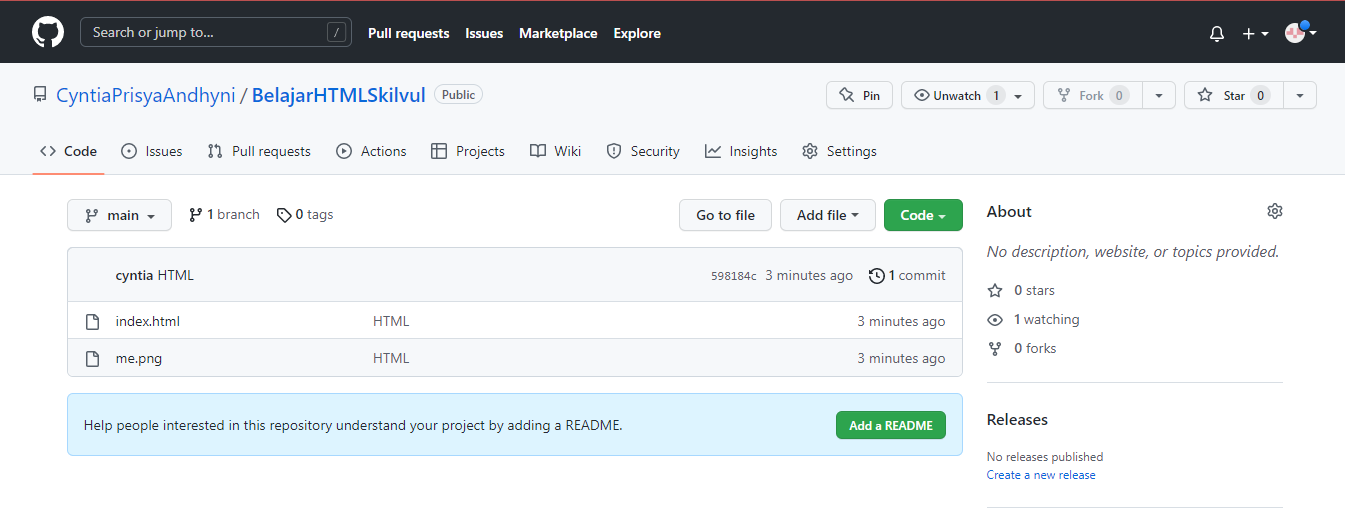 Search or jump to... / Pull requests Issues Marketplace Explore
CyntiaPrisyaAndhyni / BelajarHTMLSkilvul Public Pin Unwatch 1 Fork 0 Star 0
Code Issues Pull requests Actions Projects Wiki Security Insights Settings
main 1 branch 0 tags Go to file Add file Code
cyntia HTML 598184c 3 minutes ago 1 commit
index.html HTML 3 minutes ago
me.png HTML 3 minutes ago
Help people interested in this repository understand your project by adding a README. Add a README
About
No description, website, or topics provided.
0 stars
1 watching
0 forks
Releases
No releases published
Create a new release